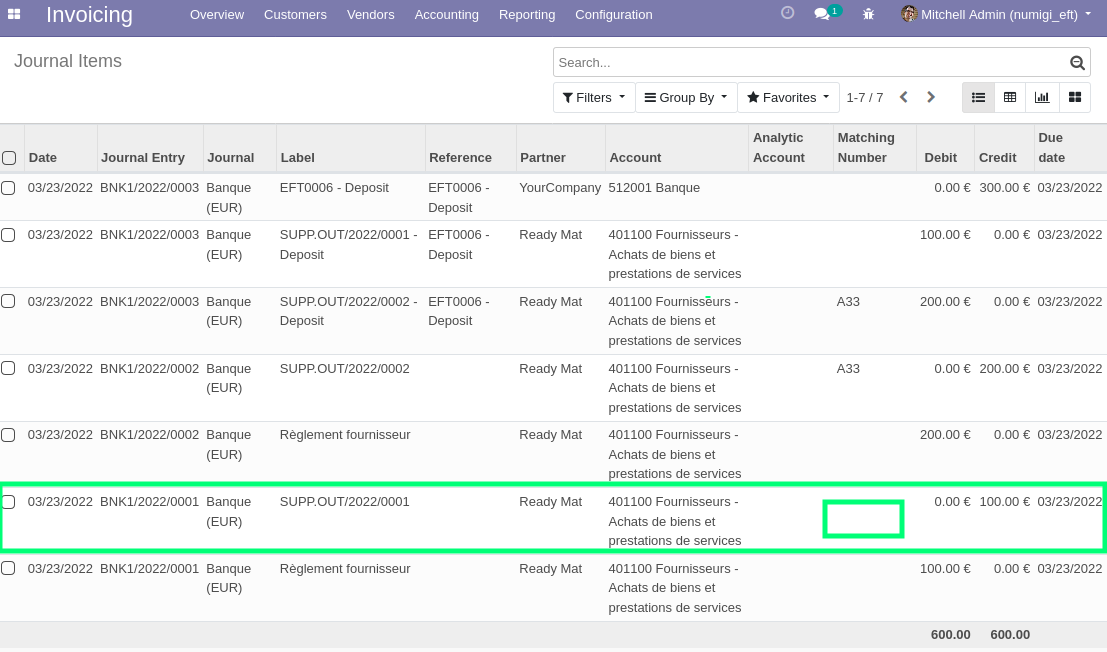 Invoicing Overview Customers Vendors Accounting Reporting Configuration 1 Mitchell Admin (numigi_eft)
Journal Items Search...
Filters Group By Favorites 1-7 / 7
Date Journal Entry Journal Label Reference Partner Account Analytic Account Matching Number Debit Credit Due date
03/23/2022 BNK1/2022/0003 Banque EFT0006 - Deposit EFT0006 - YourCompany 512001 Banque 0.00 € 300.00 € 03/23/2022
(EUR) Deposit
03/23/2022 BNK1/2022/0003 Banque SUPP.OUT/2022/0001 - EFT0006 - Ready Mat 401100 Fournisseurs - 100.00 € 0.00 € 03/23/2022
(EUR) Deposit Deposit Achats de biens et
prestations de services
03/23/2022 BNK1/2022/0003 Banque SUPP.OUT/2022/0002 - EFT0006 - Ready Mat 401100 Fournisseurs - A33 200.00 € 0.00 € 03/23/2022
(EUR) Deposit Deposit Achats de biens et
prestations de services
03/23/2022 BNK1/2022/0002 Banque SUPP.OUT/2022/0002 Ready Mat 401100 Fournisseurs - A33 0.00 € 200.00 € 03/23/2022
(EUR) Achats de biens et
prestations de services
03/23/2022 BNK1/2022/0002 Banque Règlement fournisseur Ready Mat 401100 Fournisseurs - 200.00 € 0.00 € 03/23/2022
(EUR) Achats de biens et
prestations de services
03/23/2022 BNK1/2022/0001 Banque SUPP.OUT/2022/0001 Ready Mat 401100 Fournisseurs - 0.00 € 100.00 € 03/23/2022
(EUR) Achats de biens et
prestations de services
03/23/2022 BNK1/2022/0001 Banque Règlement fournisseur Ready Mat 401100 Fournisseurs - 100.00 € 0.00 € 03/23/2022
(EUR) Achats de biens et
prestations de services
600.00 600.00